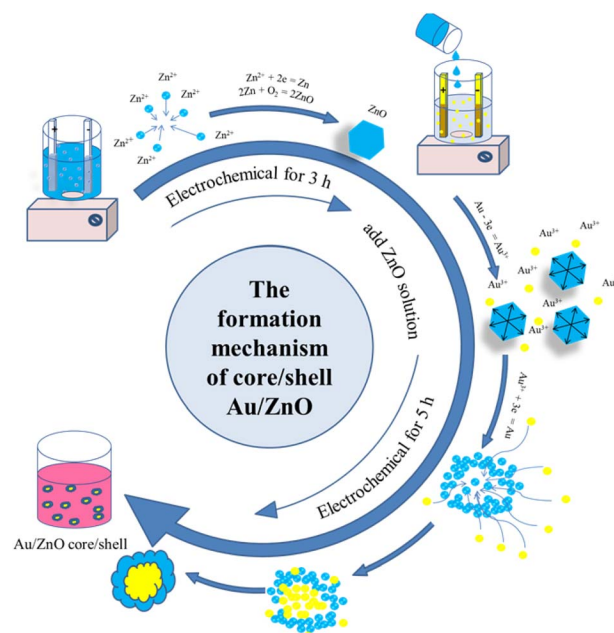 Zn²⁺
Zn²⁺
Zn²⁺
Zn²⁺
Zn²⁺
Zn²⁺
Zn²⁺ + 2e = Zn
2Zn + O₂ = 2ZnO
ZnO
+ -
+ -
Electrochemical for 3 h
add ZnO solution
Electrochemical for 5 h
The
formation
mechanism
of core/shell
Au/ZnO
Au - 3e = Au³⁺
Au³⁺
Au³⁺
Au³⁺
Au³⁺
Au³⁺
Au³⁺
Au³⁺
Au
Au³⁺ + 3e = Au
Au/ZnO core/shell